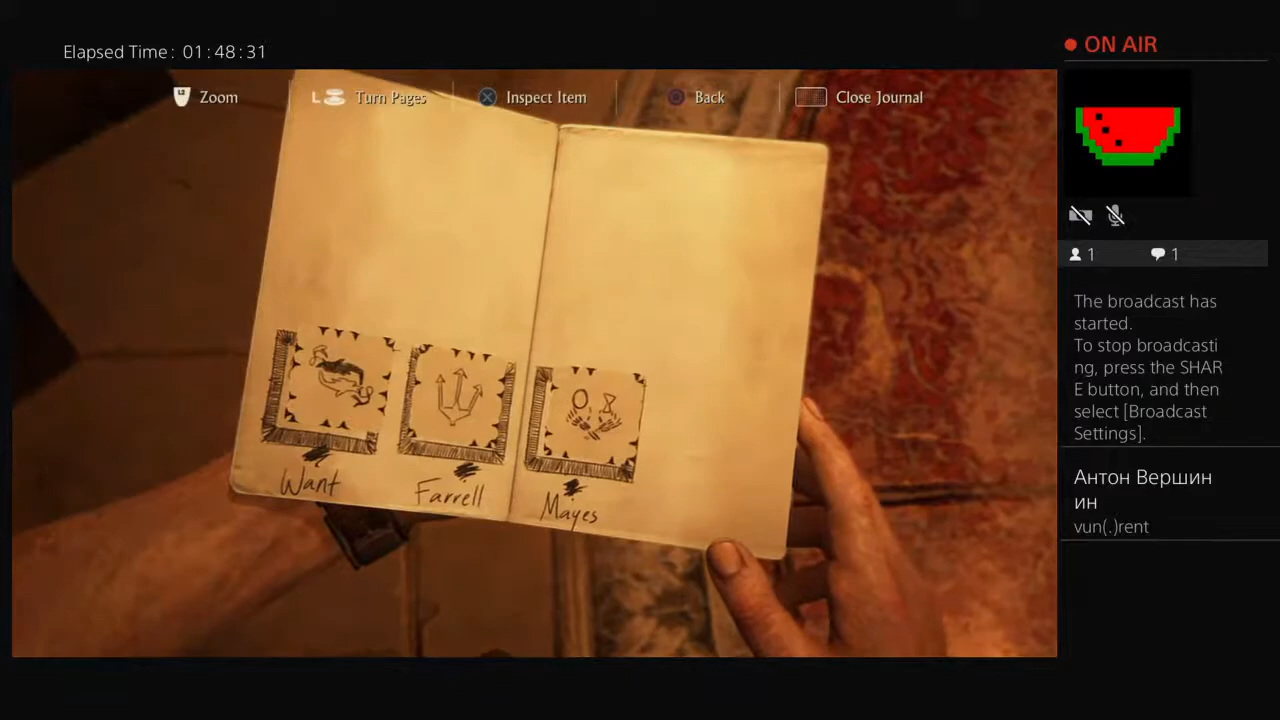 Elapsed Time: 01:48:31
ON AIR
Zoom
L
Turn Pages
Inspect Item
Back
Close Journal
1
1
The broadcast has
started.
To stop broadcasti
ng, press the SHAR
E button, and then
select [Broadcast
Settings].
Антон Вершин
ин
vun(.)rent
Want
Farrell
Mayes